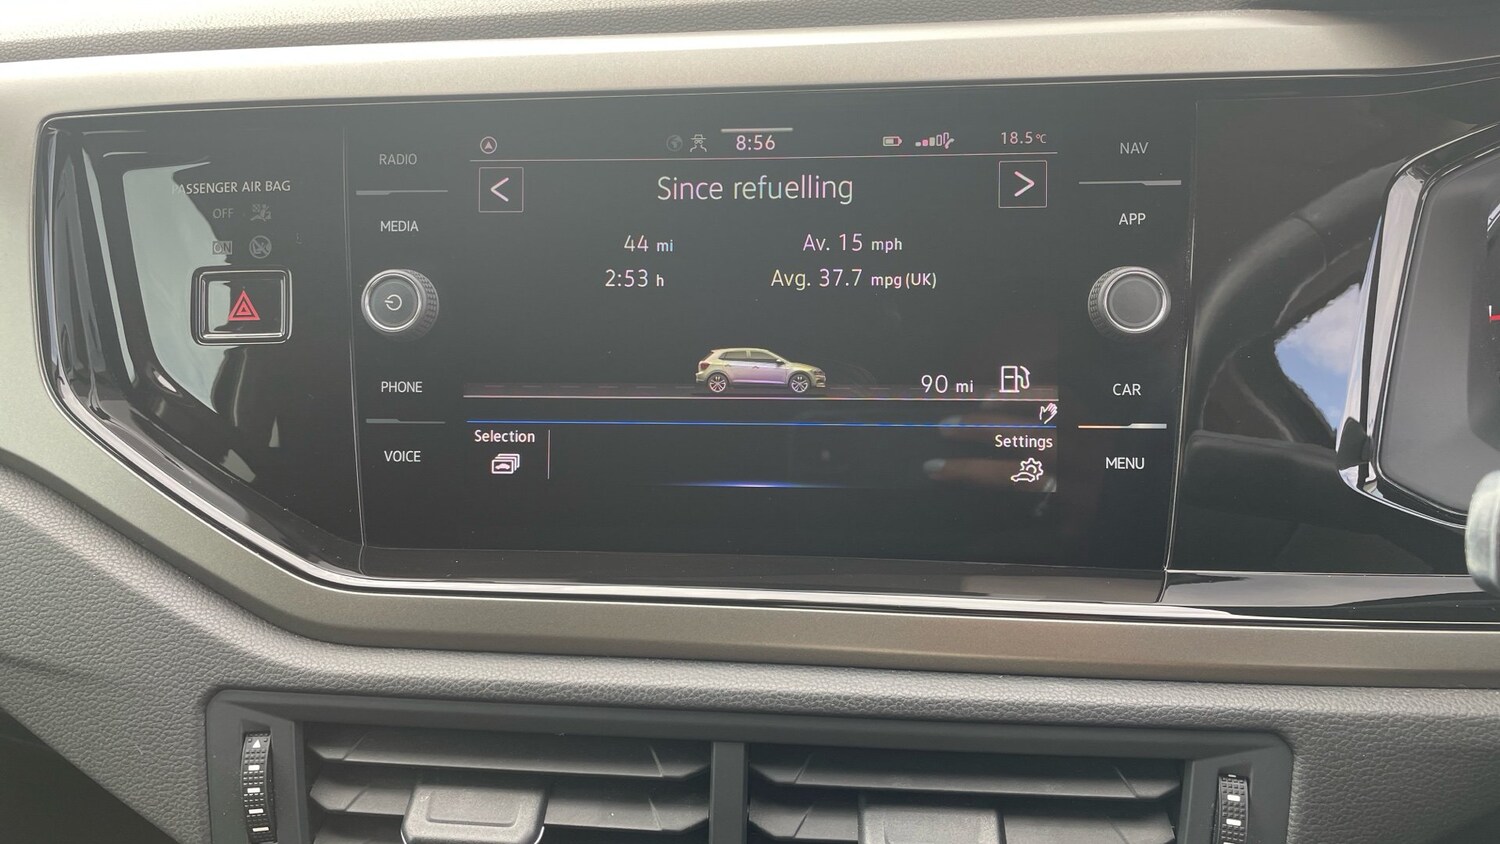 PASSENGER AIR BAG
OFF
ON
RADIO
MEDIA
PHONE
VOICE
8:56
18.5°C
Since refuelling
44 mi
Av. 15 mph
2:53 h
Avg. 37.7 mpg (UK)
90 mi
Selection
Settings
NAV
APP
CAR
MENU